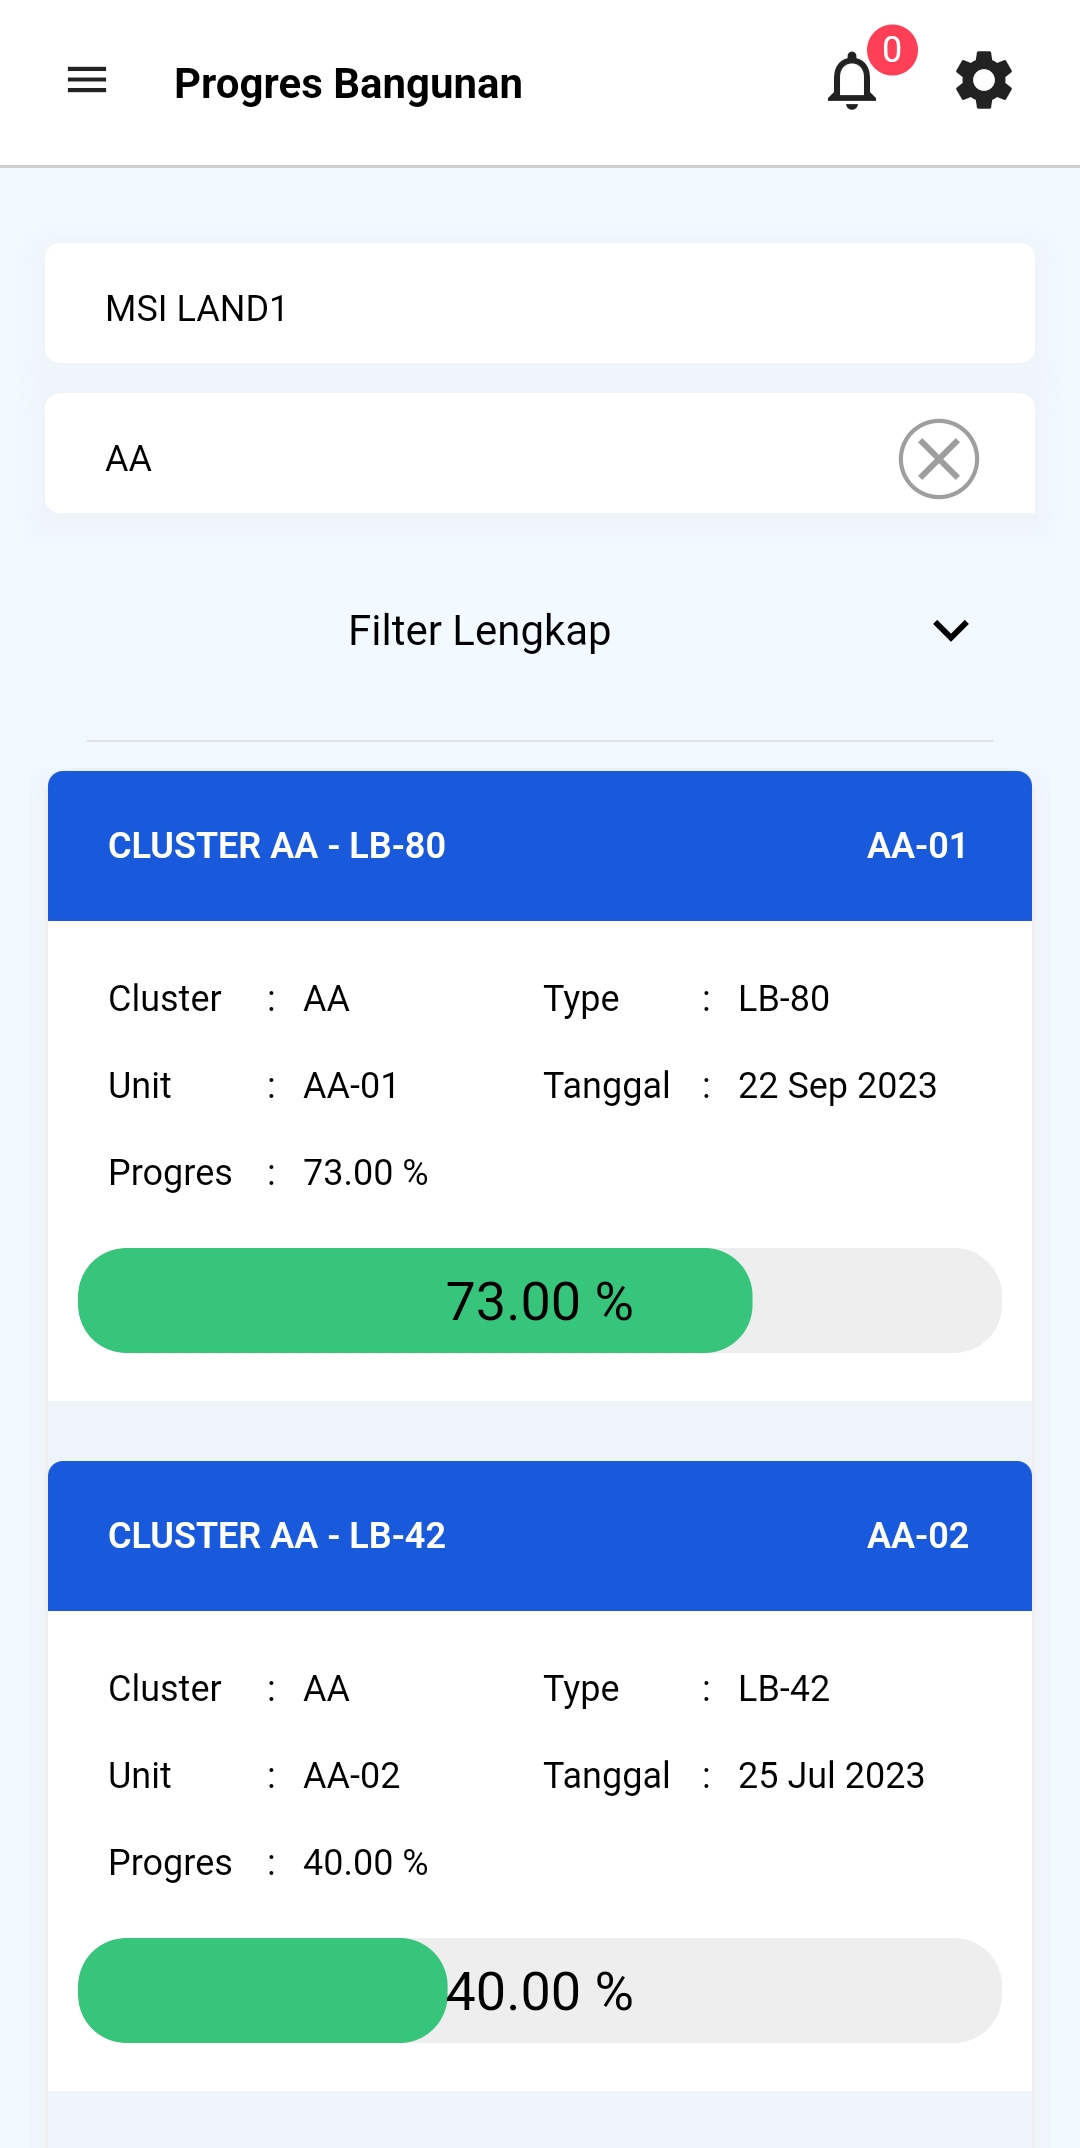 Progres Bangunan 0
MSI LAND1
AA
Filter Lengkap
CLUSTER AA - LB-80 AA-01
Cluster : AA Type : LB-80
Unit : AA-01 Tanggal : 22 Sep 2023
Progres : 73.00 %
73.00 %
CLUSTER AA - LB-42 AA-02
Cluster : AA Type : LB-42
Unit : AA-02 Tanggal : 25 Jul 2023
Progres : 40.00 %
40.00 %